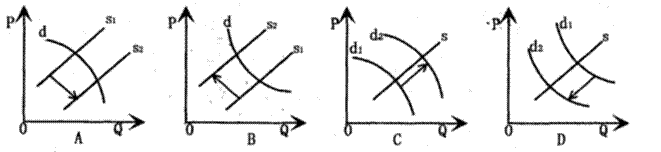 P d s₁ s₂ 0 Q A
P d s₂ s₁ 0 Q B
P d₁ d₂ s 0 Q C
P d₂ d₁ s 0 Q D